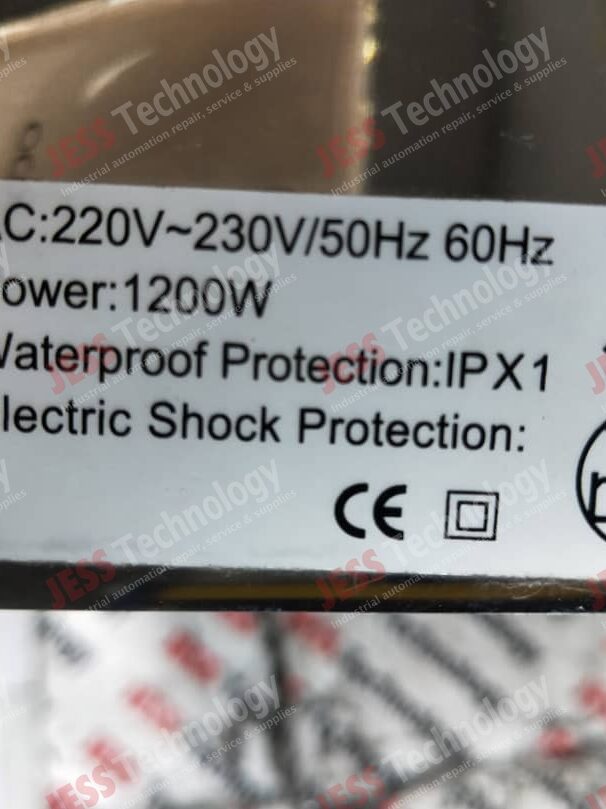 C:220V~230V/50Hz 60Hz
ower:1200W
Waterproof Protection:IPX1
lectric Shock Protection:
CE
JESS Technology
Industrial automation repair, service & supplies